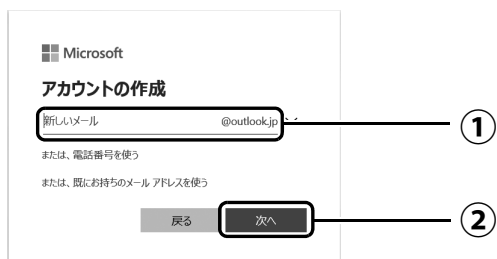 Microsoft
アカウントの作成
新しいメール @outlook.jp
①
または、電話番号を使う
または、既にお持ちのメール アドレスを使う
戻る 次へ
②